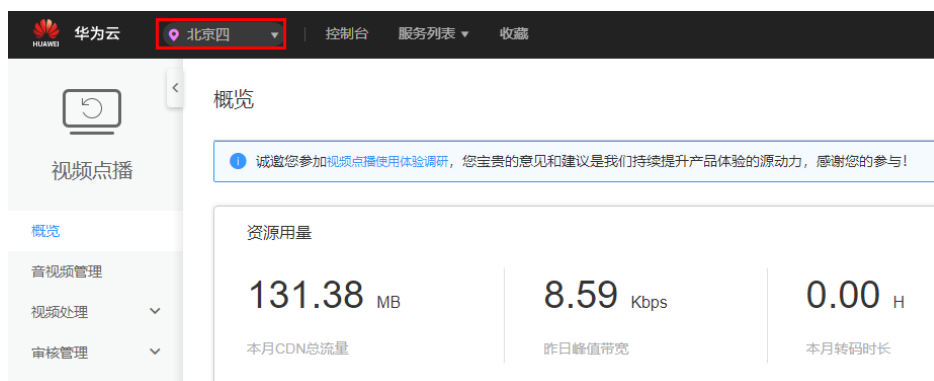 HUAWEI 华为云 北京四 控制台 服务列表 收藏
概览
视频点播
诚邀您参加视频点播使用体验调研，您宝贵的意见和建议是我们持续提升产品体验的源动力，感谢您的参与！
概览
音视频管理
视频处理
审核管理
资源用量
131.38 MB 8.59 Kbps 0.00 H
本月CDN总流量 昨日峰值带宽 本月转码时长